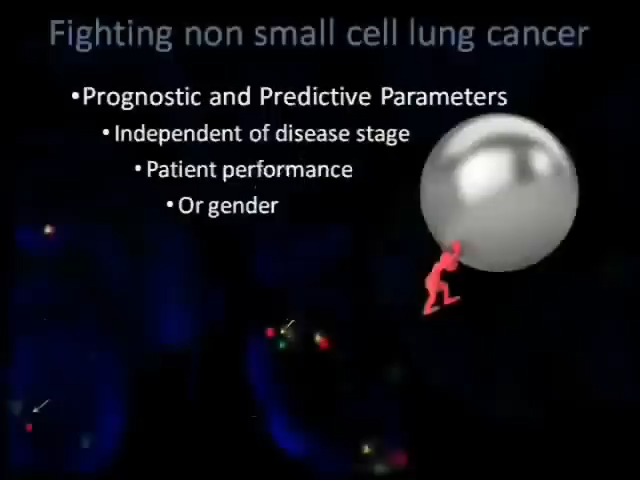 Fighting non small cell lung cancer
•Prognostic and Predictive Parameters
•Independent of disease stage
•Patient performance
•Or gender